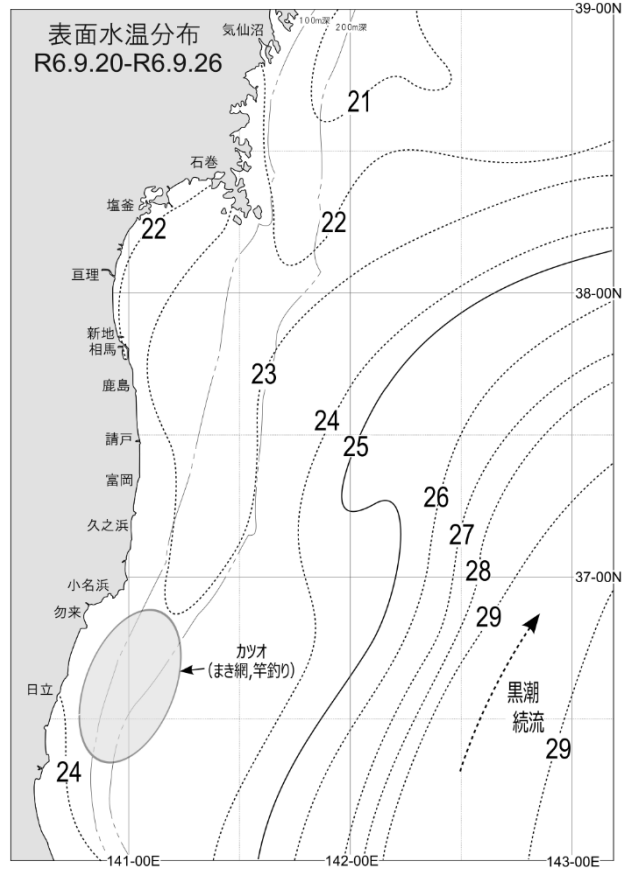 表面水温分布
R6.9.20-R6.9.26
39-00N
気仙沼
100m深
200m深
21
石巻
塩釜
22
22
亘理
38-00N
新地
相馬
23
鹿島
24
請戸
25
富岡
26
久之浜
27
28
37-00N
小名浜
勿来
29
カツオ
(まき網,竿釣り)
日立
黒潮
続流
29
24
141-00E
142-00E
143-00E